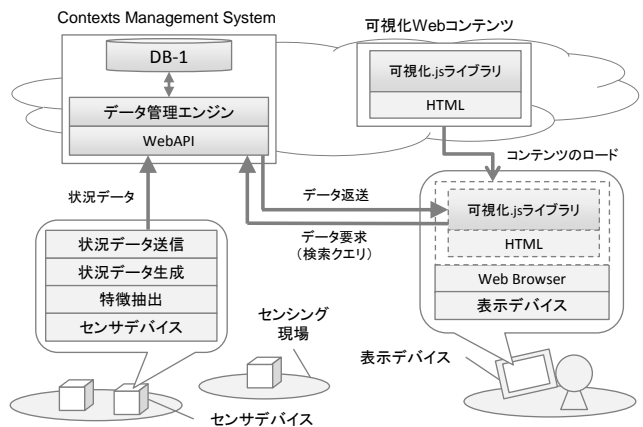 Contexts Management System
DB-1
データ管理エンジン
WebAPI
可視化Webコンテンツ
可視化.jsライブラリ
HTML
コンテンツのロード
状況データ
データ返送
データ要求
（検索クエリ）
可視化.jsライブラリ
HTML
Web Browser
表示デバイス
状況データ送信
状況データ生成
特徴抽出
センサデバイス
センシング
現場
表示デバイス
センサデバイス